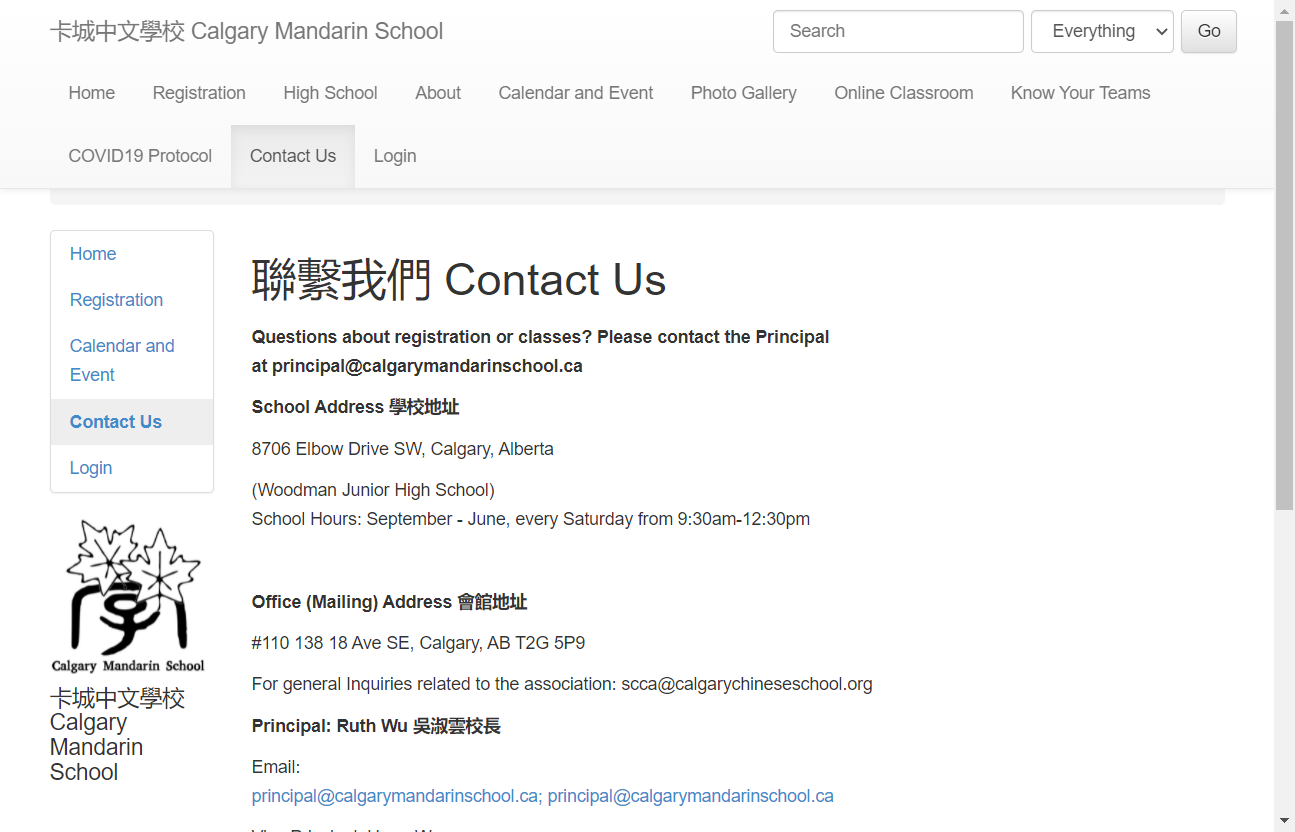 卡城中文學校 Calgary Mandarin School
Search
Everything
Go
Home
Registration
High School
About
Calendar and Event
Photo Gallery
Online Classroom
Know Your Teams
COVID19 Protocol
Contact Us
Login
Home
Registration
Calendar and
Event
Contact Us
Login
Calgary Mandarin School
卡城中文學校
Calgary
Mandarin
School
聯繫我們 Contact Us
Questions about registration or classes? Please contact the Principal
at principal@calgarymandarinschool.ca
School Address 學校地址
8706 Elbow Drive SW, Calgary, Alberta
(Woodman Junior High School)
School Hours: September - June, every Saturday from 9:30am-12:30pm
Office (Mailing) Address 會館地址
#110 138 18 Ave SE, Calgary, AB T2G 5P9
For general Inquiries related to the association: scca@calgarychineseschool.org
Principal: Ruth Wu 吳淑雲校長
Email:
principal@calgarymandarinschool.ca; principal@calgarymandarinschool.ca